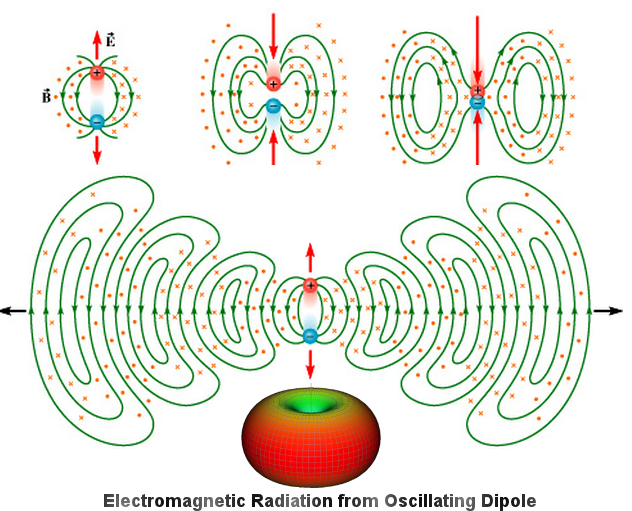 E
B
+
−
+
−
+
−
+
−
Electromagnetic Radiation from Oscillating Dipole